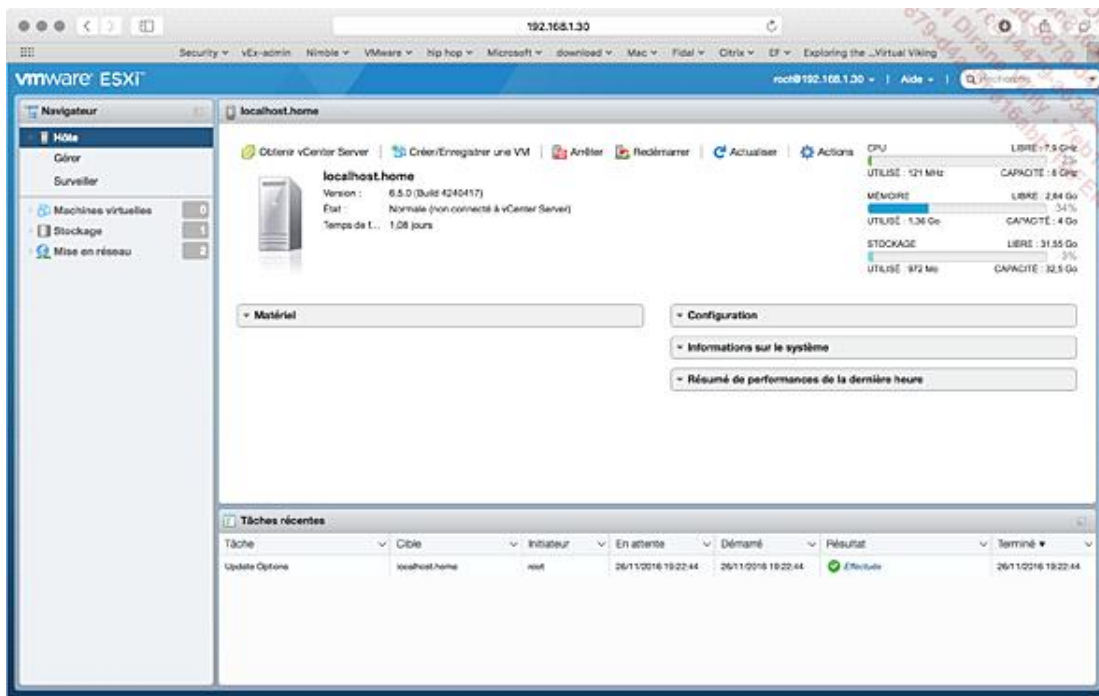 192.168.1.30
Security vEx-admin Nimble VMware hip hop Microsoft download Mac Fidal Citrix EF Exploring the ...Virtual Viking
vmware ESXi™
root@192.168.1.30 | Aide |
Navigateur
localhost.home
Hôte
Gérer
Surveiller
Machines virtuelles 0
Stockage 1
Mise en réseau 2
Obtenir vCenter Server | Créer/Enregistrer une VM | Arrêter Redémarrer | Actualiser | Actions
localhost.home
Version : 6.5.0 (Build 4240417)
État : Normale (non connecté à vCenter Server)
Temps de f... 1,08 jours
CPU LIBRE : 7,9 GHz
2%
UTILISÉ : 121 MHz CAPACITÉ : 8 GHz
MÉMOIRE LIBRE : 2,64 Go
34%
UTILISÉ : 1,36 Go CAPACITÉ : 4 Go
STOCKAGE LIBRE : 31,55 Go
3%
UTILISÉ : 972 Mo CAPACITÉ : 32,5 Go
Matériel
Configuration
Informations sur le système
Résumé de performances de la dernière heure
Tâches récentes
Tâche Cible Initiateur En attente Démarré Résultat Terminé
Update Options localhost.home root 26/11/2016 19:22:44 26/11/2016 19:22:44 Effectuée 26/11/2016 19:22:44